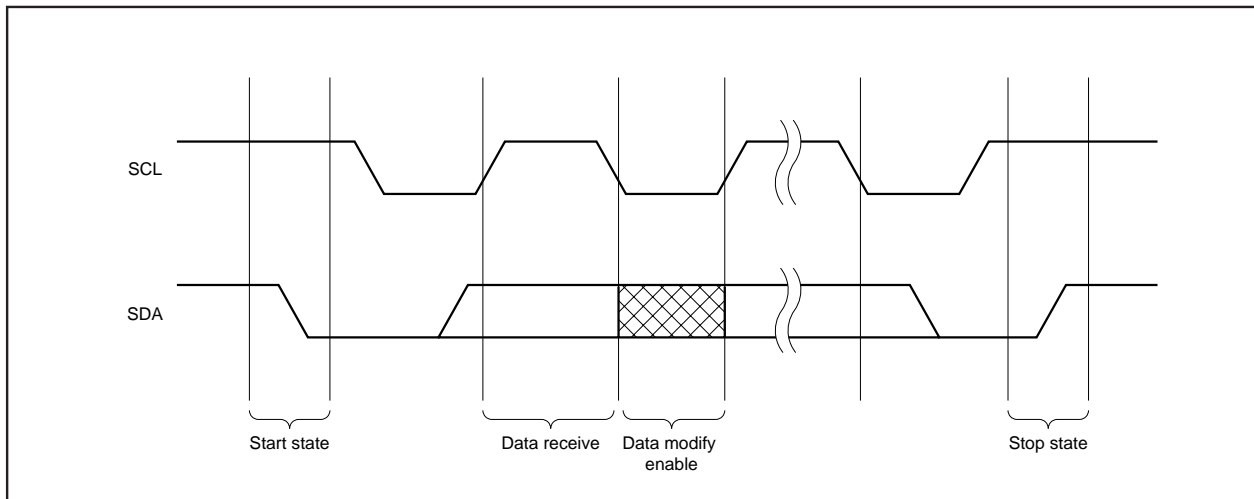 SCL
SDA
Start state
Data receive
Data modify
enable
Stop state